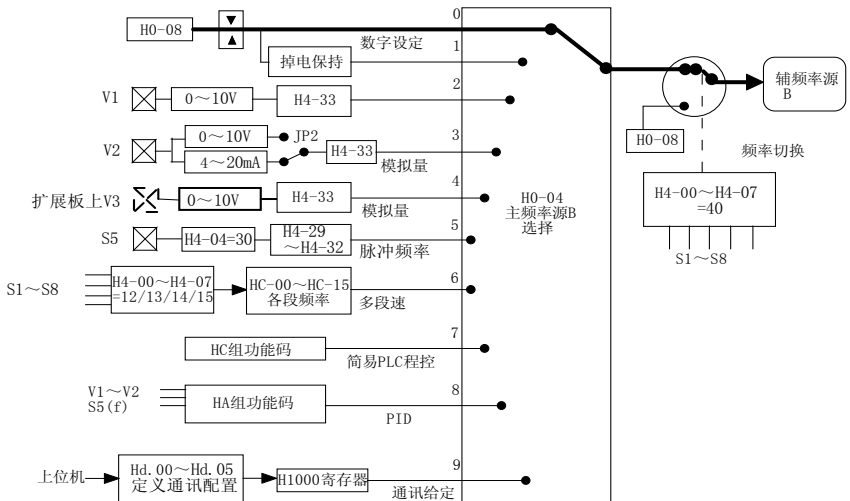 0
H0-08
数字设定
1
掉电保持
2
V1
0～10V
H4-33
V2
0～10V
JP2
3
4～20mA
H4-33
模拟量
4
扩展板上V3
0～10V
H4-33
模拟量
5
S5
H4-04=30
H4-29
～H4-32
脉冲频率
6
S1～S8
H4-00～H4-07
=12/13/14/15
HC-00～HC-15
各段频率
多段速
7
HC组功能码
简易PLC程控
8
V1～V2
S5(f)
HA组功能码
PID
9
上位机
Hd.00～Hd.05
定义通讯配置
H1000寄存器
通讯给定
H0-04
主频率源B
选择
辅频率源
B
H0-08
频率切换
H4-00～H4-07
=40
S1～S8